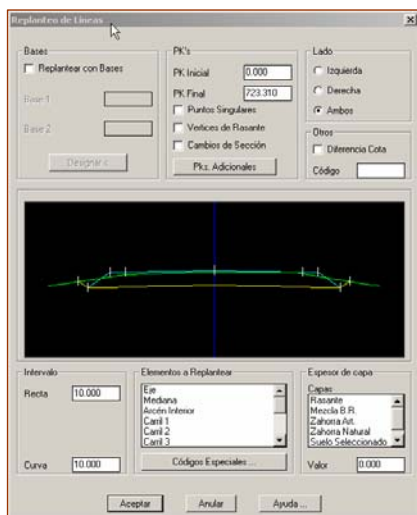 Replanteo de Líneas
Bases
Replantear con Bases
Base 1
Base 2
Designar <
PK's
PK Inicial
0.000
PK Final
723.310
Puntos Singulares
Vertices de Rasante
Cambios de Sección
Pks. Adicionales
Lado
Izquierda
Derecha
Ambos
Otros
Diferencia Cota
Código
Intervalo
Recta
10.000
Curva
10.000
Elementos a Replantear
Eje
Mediana
Arcén Interior
Carril 1
Carril 2
Carril 3
Códigos Especiales ...
Espesor de capa
Capas:
Rasante
Mezcla B.R.
Zahorra Art.
Zahorra Natural
Suelo Seleccionado
Valor
0.000
Aceptar
Anular
Ayuda ...